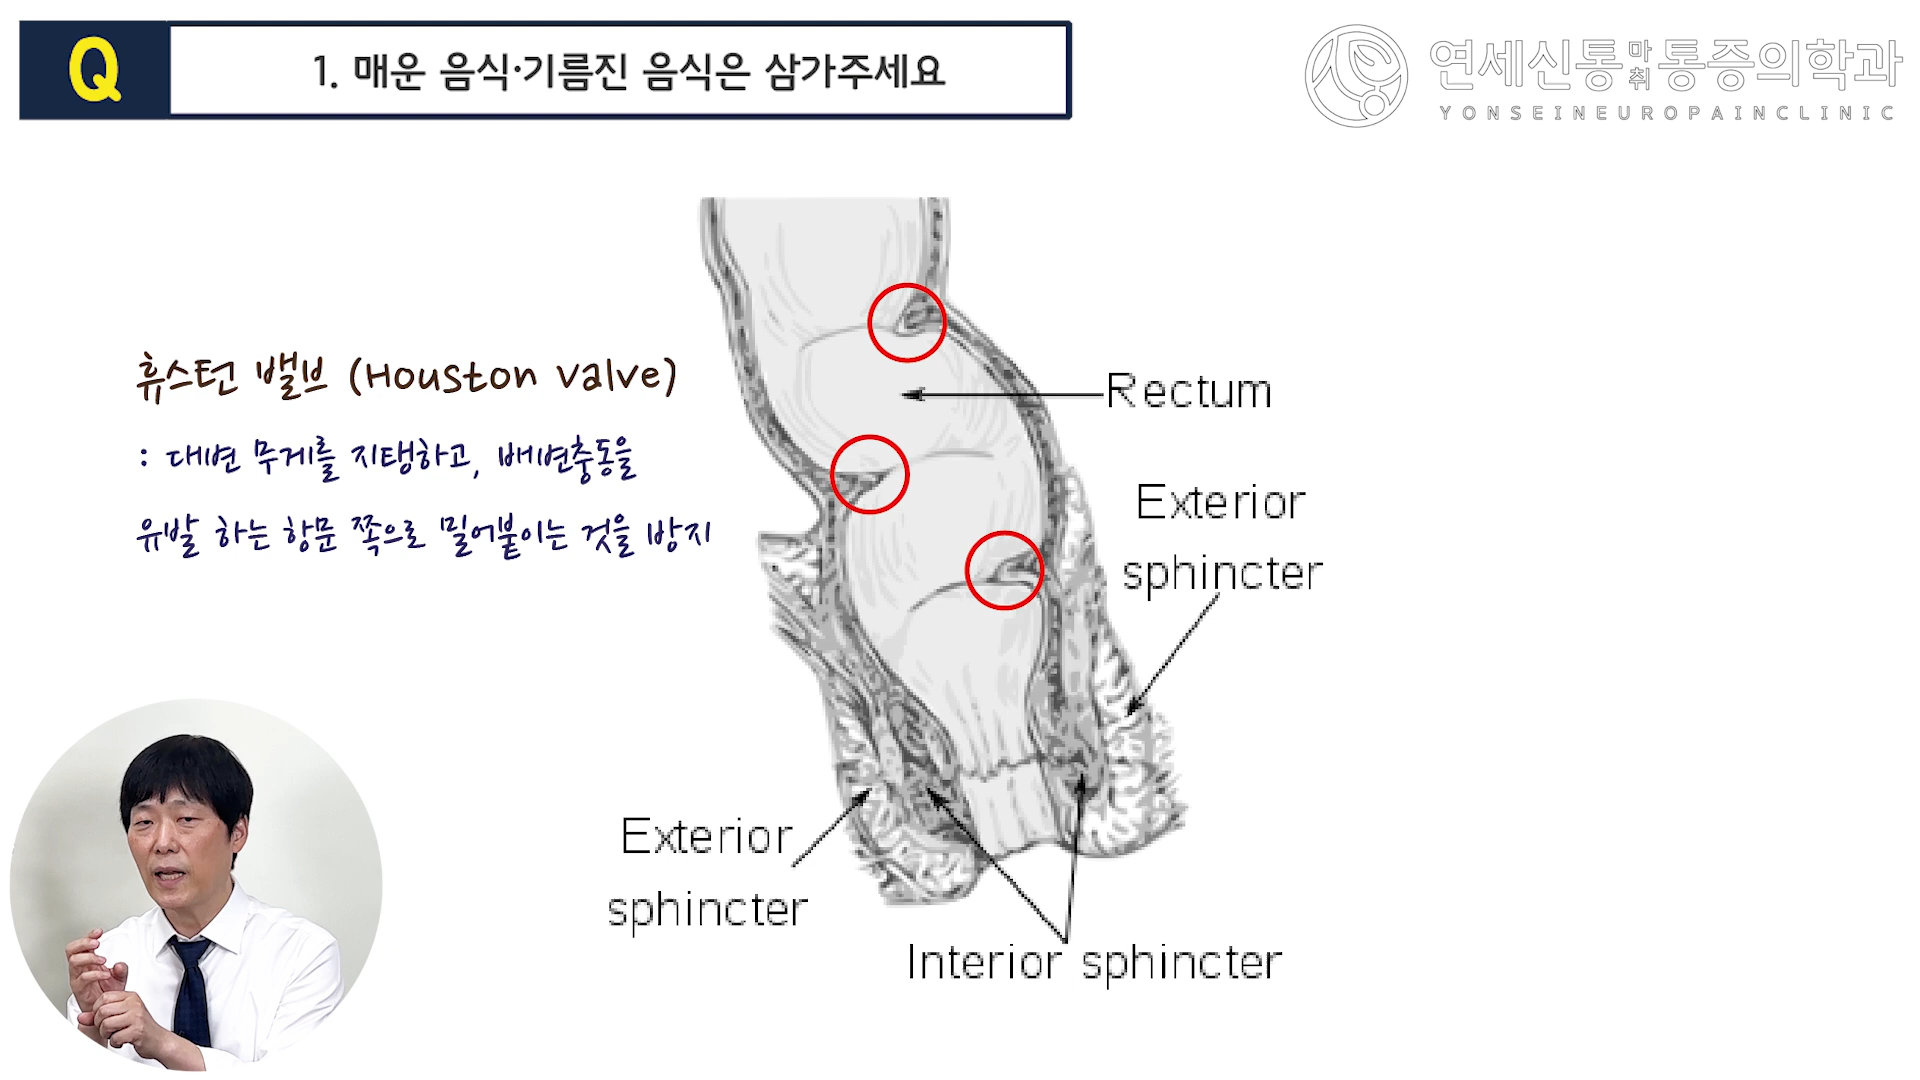 Q
1. 매운 음식·기름진 음식은 삼가주세요
연세신통마취통증의학과
YONSEINEUROPAINCLINIC
휴스턴 밸브 (Houston valve)
: 대변 무게를 지탱하고, 배변충동을
유발 하는 항문 쪽으로 밀어붙이는 것을 방지
Rectum
Exterior
sphincter
Exterior
sphincter
Interior sphincter